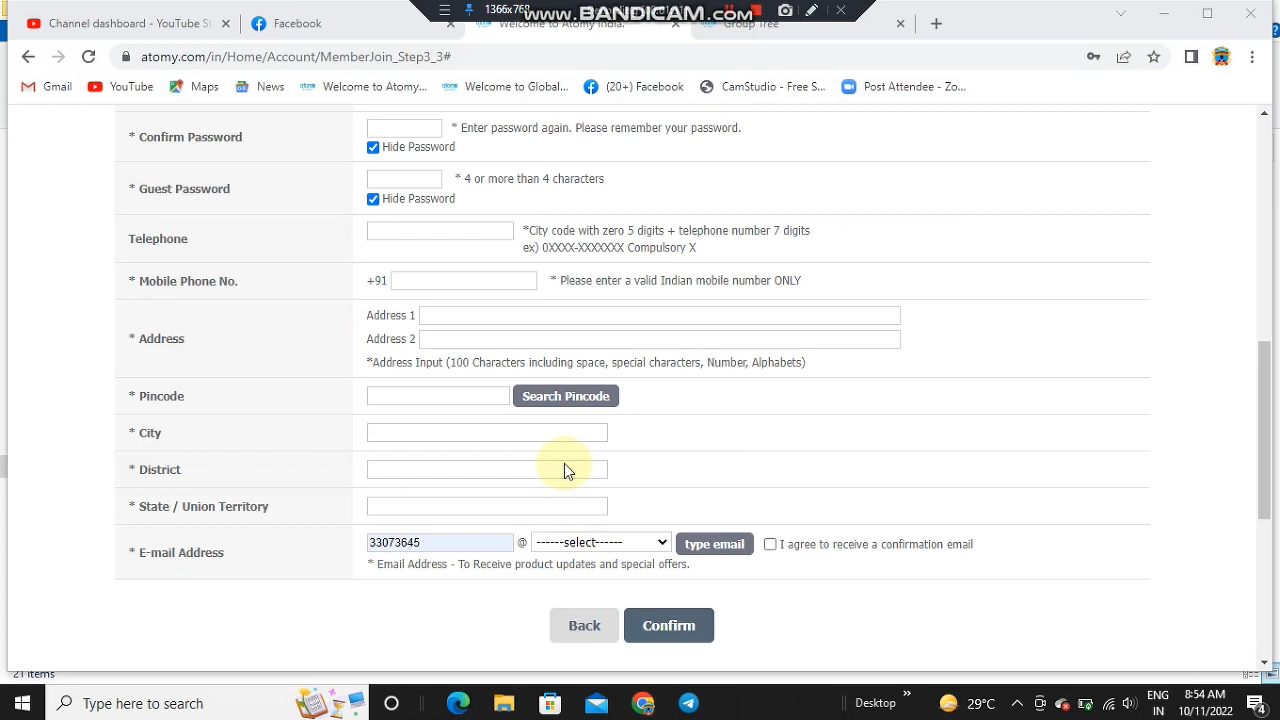 1366x768
www.BANDICAM.com
Channel dashboard - YouTube St
Facebook
Welcome to Atomy India.
Group Tree
atomy.com/in/Home/Account/MemberJoin_Step3_3#
Gmail
YouTube
Maps
News
Welcome to Atomy...
Welcome to Global...
(20+) Facebook
CamStudio - Free S...
Post Attendee - Zo...
* Confirm Password
* Enter password again. Please remember your password.
Hide Password
* Guest Password
* 4 or more than 4 characters
Hide Password
Telephone
*City code with zero 5 digits + telephone number 7 digits
ex) 0XXXX-XXXXXXX Compulsory X
* Mobile Phone No.
+91
* Please enter a valid Indian mobile number ONLY
* Address
Address 1
Address 2
*Address Input (100 Characters including space, special characters, Number, Alphabets)
* Pincode
Search Pincode
* City
* District
* State / Union Territory
* E-mail Address
33073645 @ ------select------ type email I agree to receive a confirmation email
* Email Address - To Receive product updates and special offers.
Back
Confirm
21 items
Type here to search
Desktop
29°C
ENG
IN
8:54 AM
10/11/2022
4